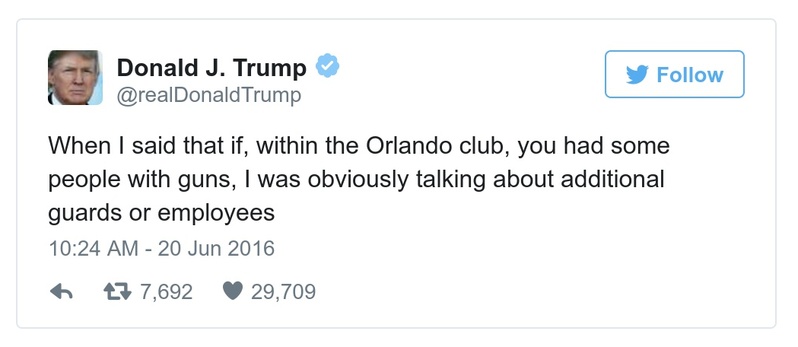 Donald J. Trump
@realDonaldTrump
Follow
When I said that if, within the Orlando club, you had some
people with guns, I was obviously talking about additional
guards or employees
10:24 AM - 20 Jun 2016
7,692 29,709